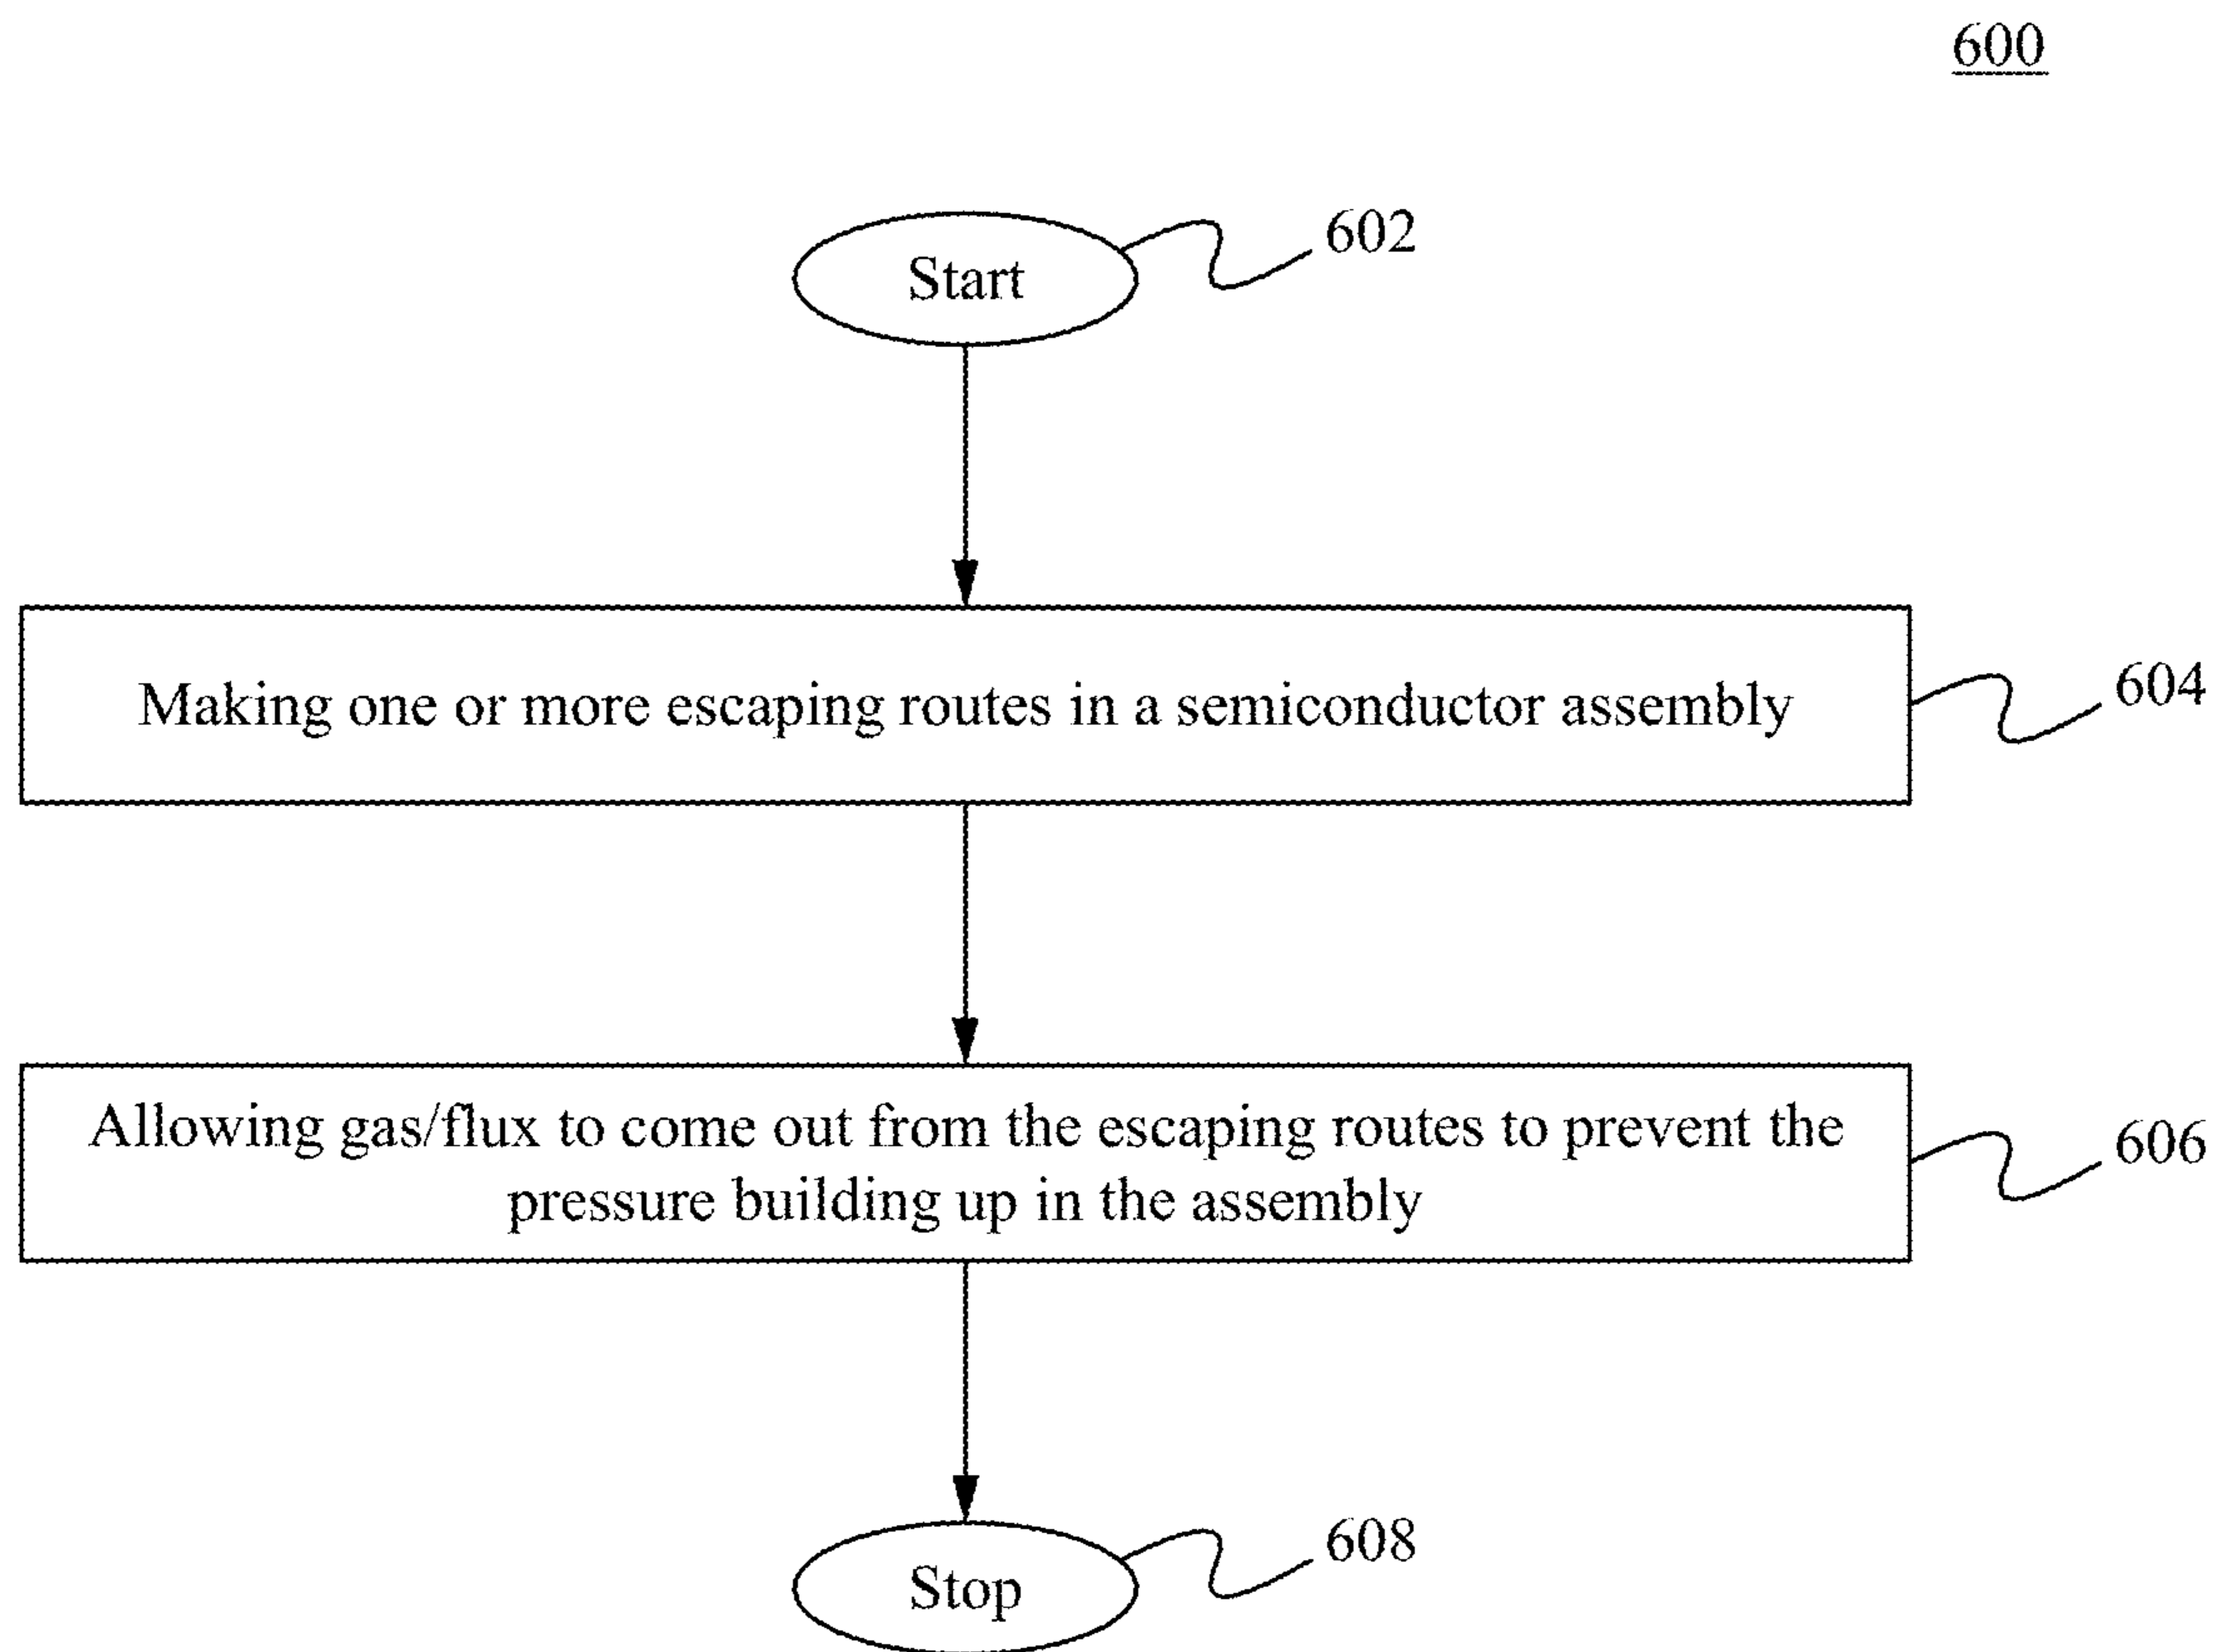 600
Start
602
Making one or more escaping routes in a semiconductor assembly
604
Allowing gas/flux to come out from the escaping routes to prevent the
pressure building up in the assembly
606
Stop
608